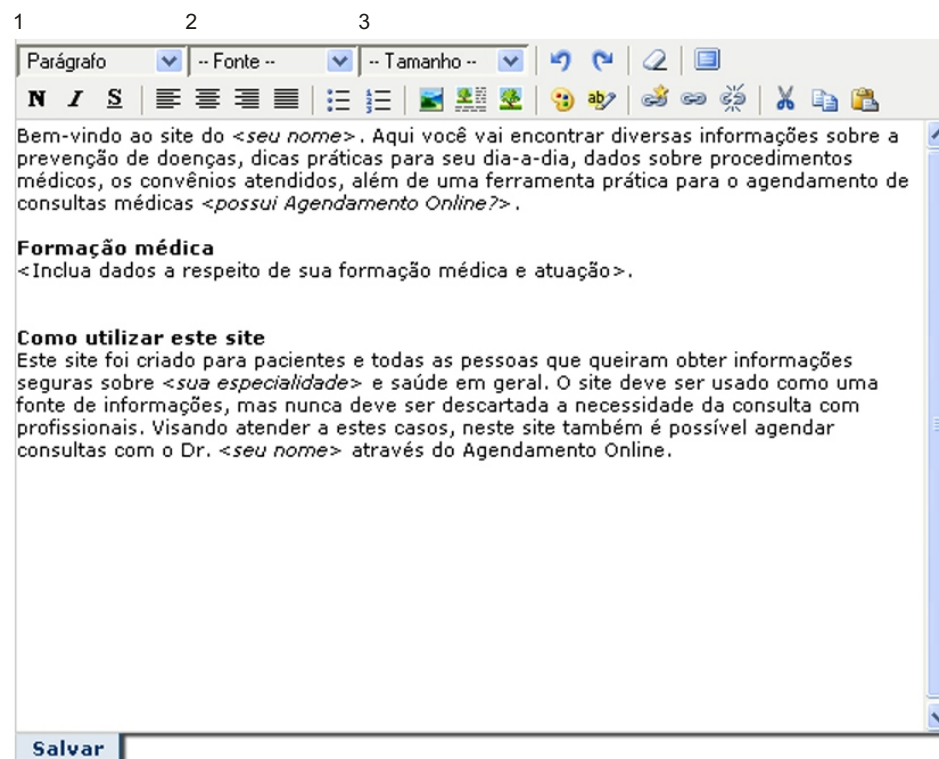 1 2 3
Parágrafo -- Fonte -- -- Tamanho --
N I S ab
Bem-vindo ao site do <seu nome>. Aqui você vai encontrar diversas informações sobre a
prevenção de doenças, dicas práticas para seu dia-a-dia, dados sobre procedimentos
médicos, os convênios atendidos, além de uma ferramenta prática para o agendamento de
consultas médicas <possui Agendamento Online?>.
Formação médica
<Inclua dados a respeito de sua formação médica e atuação>.
Como utilizar este site
Este site foi criado para pacientes e todas as pessoas que queiram obter informações
seguras sobre <sua especialidade> e saúde em geral. O site deve ser usado como uma
fonte de informações, mas nunca deve ser descartada a necessidade da consulta com
profissionais. Visando atender a estes casos, neste site também é possível agendar
consultas com o Dr. <seu nome> através do Agendamento Online.
Salvar